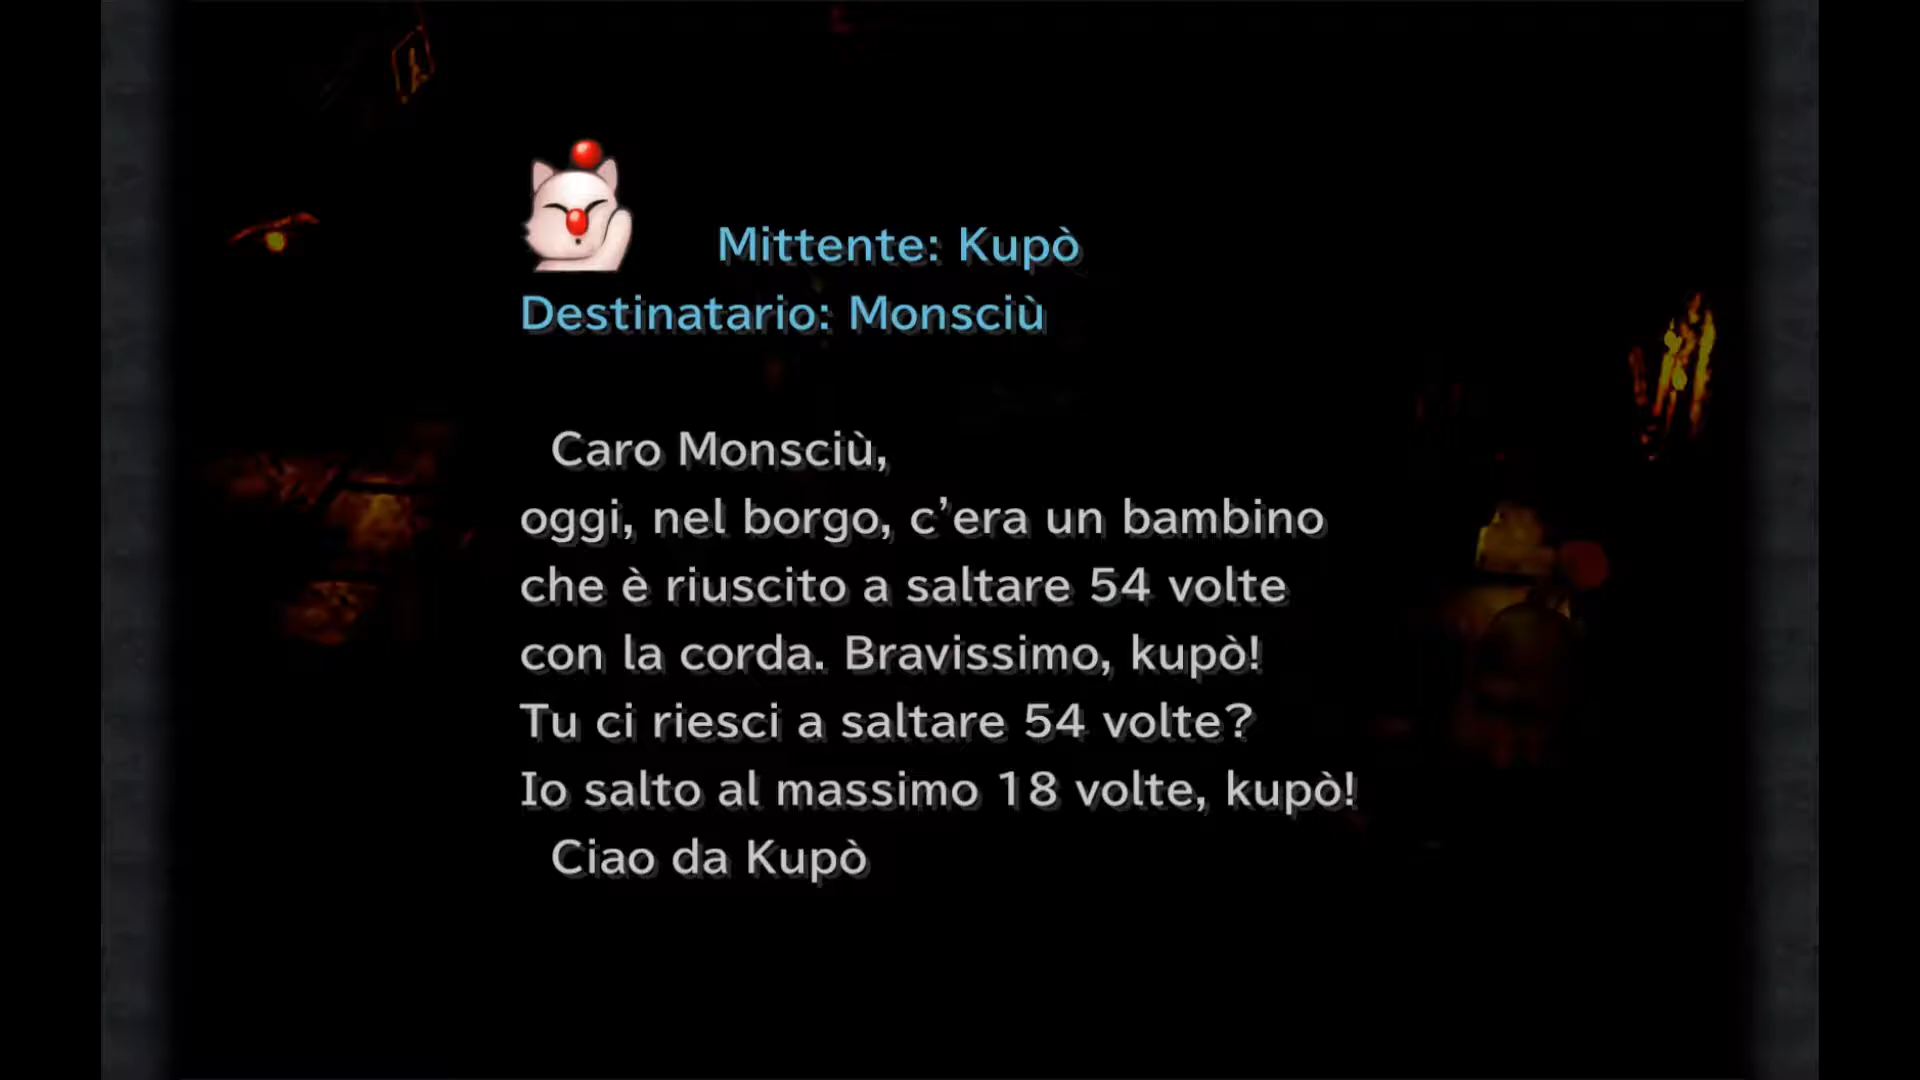 Mittente: Kupò
Destinatario: Monsciù
Caro Monsciù,
oggi, nel borgo, c’era un bambino
che è riuscito a saltare 54 volte
con la corda. Bravissimo, kupò!
Tu ci riesci a saltare 54 volte?
Io salto al massimo 18 volte, kupò!
Ciao da Kupò